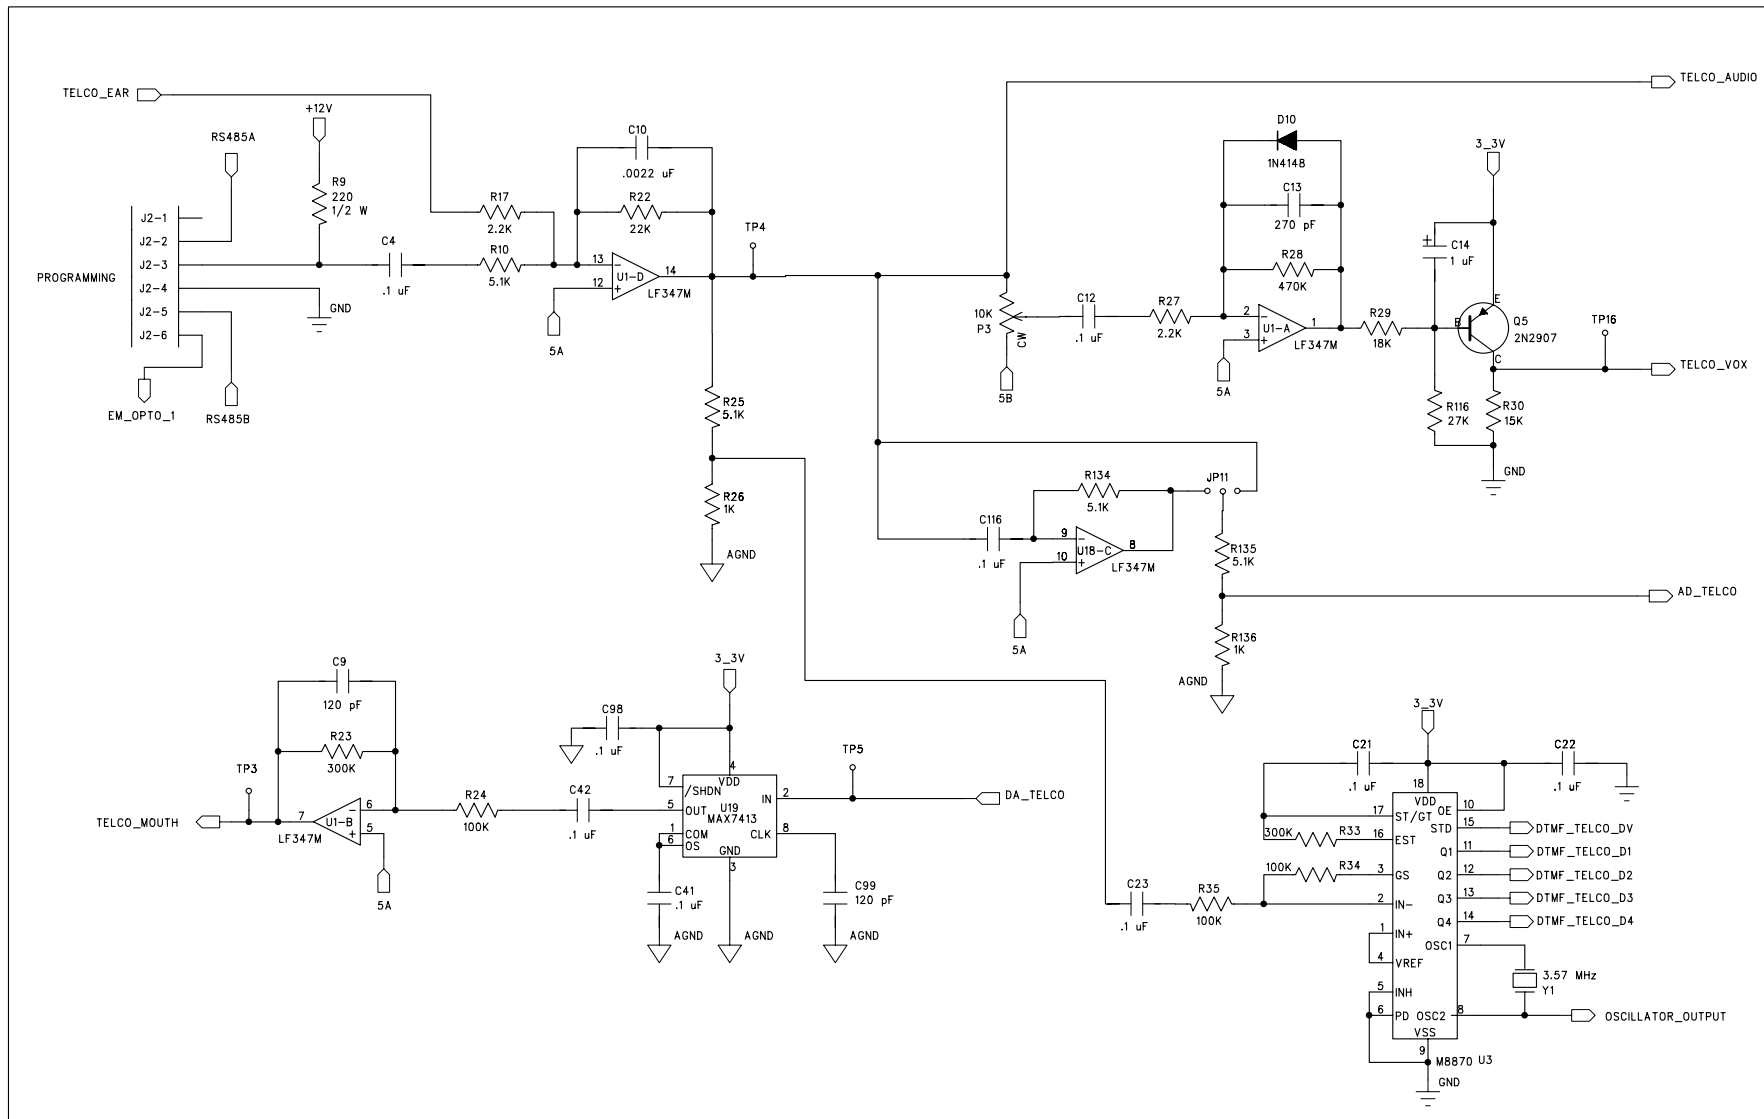 TELCO_EAR
+12V
RS485A
R9
220
1/2 W
J2-1
J2-2
J2-3
J2-4
J2-5
J2-6
PROGRAMMING
GND
EM_OPTO_1
RS485B
C4
.1 uF
R17
2.2K
R10
5.1K
C10
.0022 uF
R22
22K
13
12
14
U1-D
LF347M
5A
TP4
TELCO_AUDIO
10K
P3
CW
5B
C12
.1 uF
R27
2.2K
D10
1N4148
C13
270 pF
R28
470K
2
3
1
U1-A
LF347M
5A
R29
18K
3_3V
C14
1 uF
E
B
C
Q5
2N2907
TP16
TELCO_VOX
R116
27K
R30
15K
GND
R25
5.1K
R26
1K
AGND
R134
5.1K
JP11
C116
.1 uF
9
10
8
U18-C
LF347M
5A
R135
5.1K
R136
1K
AGND
AD_TELCO
C9
120 pF
R23
300K
TP3
TELCO_MOUTH
7
6
5
U1-B
LF347M
5A
R24
100K
C42
.1 uF
C98
.1 uF
3_3V
4
7
VDD
/SHDN
5
OUT
U19
MAX7413
IN
2
1
COM
6
OS
CLK
8
GND
3
TP5
DA_TELCO
C41
.1 uF
C99
120 pF
AGND
AGND
AGND
3_3V
C21
.1 uF
C22
.1 uF
18
VDD
17
ST/GT
OE
10
16
EST
STD
15
DTMF_TELCO_DV
300K
R33
Q1
11
DTMF_TELCO_D1
100K
R34
3
GS
Q2
12
DTMF_TELCO_D2
C23
.1 uF
R35
100K
2
IN-
Q3
13
DTMF_TELCO_D3
Q4
14
DTMF_TELCO_D4
1
IN+
OSC1
7
4
VREF
3.57 MHz
Y1
5
INH
6
PD
OSC2
8
OSCILLATOR_OUTPUT
VSS
9
M8870 U3
GND